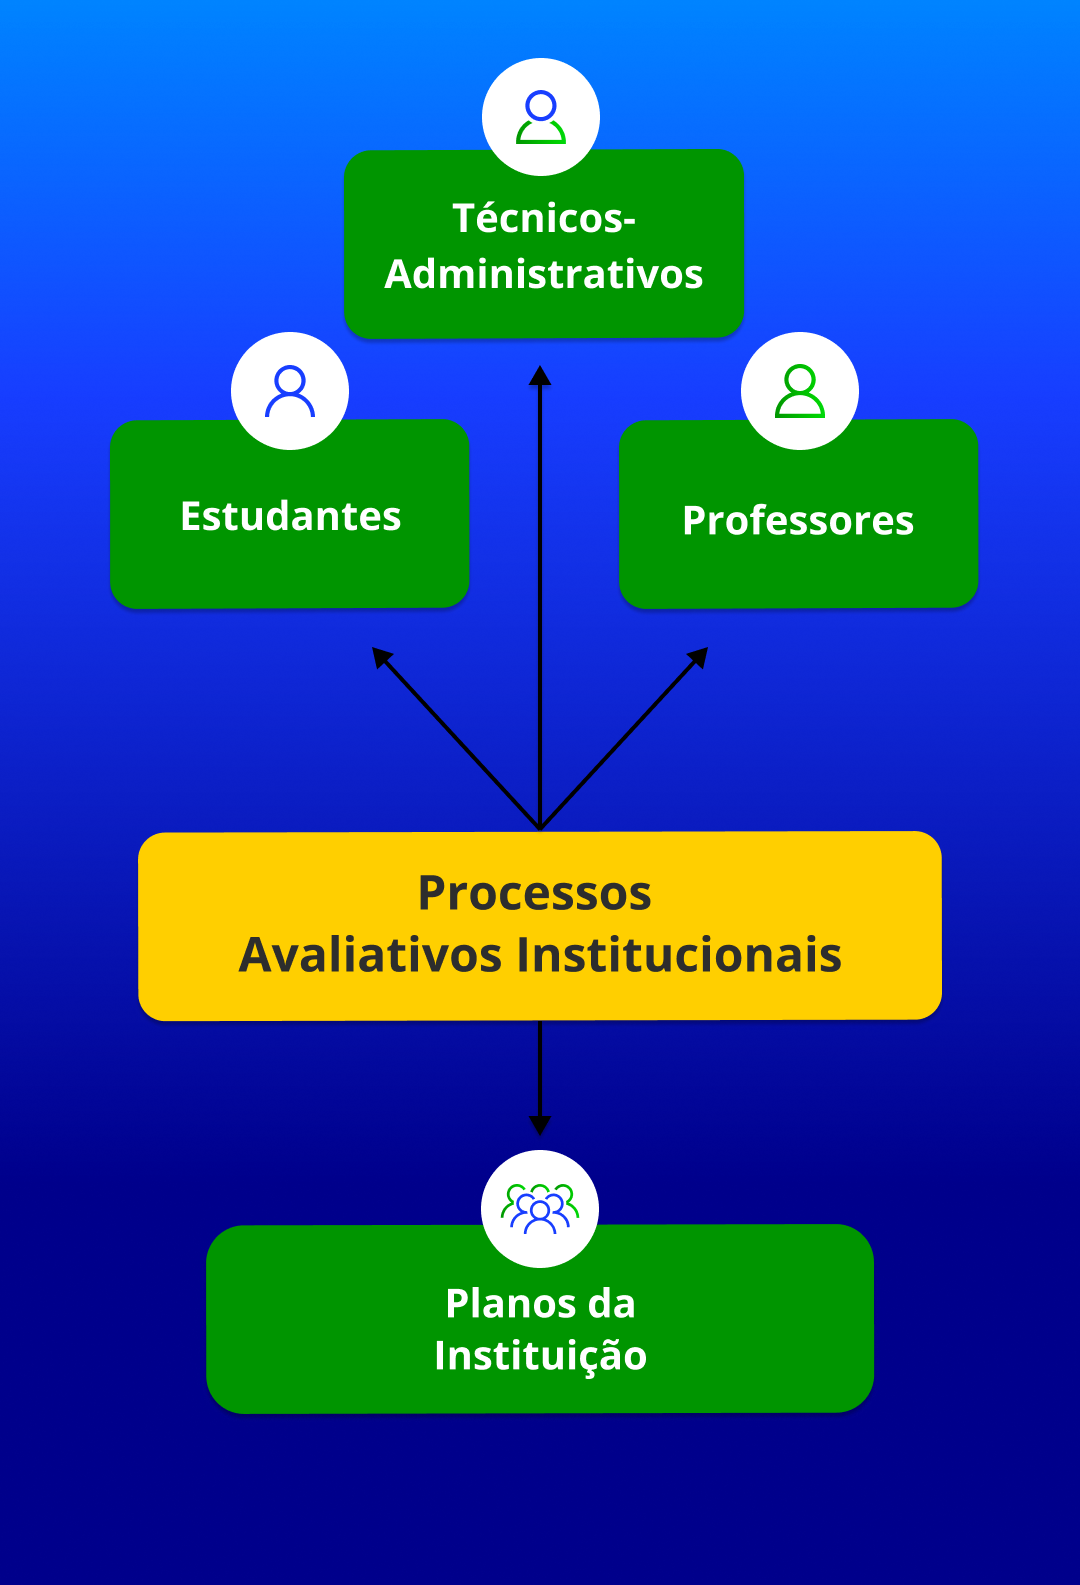 Técnicos-
Administrativos
Estudantes
Professores
Processos
Avaliativos Institucionais
Planos da
Instituição